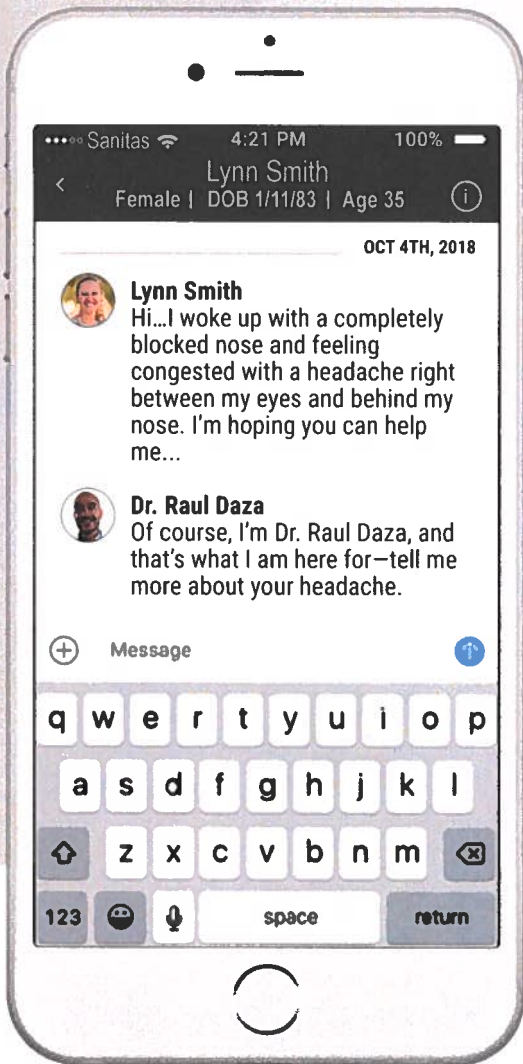 Sanitas 4:21 PM 100%
Lynn Smith
Female | DOB 1/11/83 | Age 35
OCT 4TH, 2018
Lynn Smith
Hi...I woke up with a completely
blocked nose and feeling
congested with a headache right
between my eyes and behind my
nose. I'm hoping you can help
me...
Dr. Raul Daza
Of course, I'm Dr. Raul Daza, and
that's what I am here for—tell me
more about your headache.
Message
q w e r t y u i o p
a s d f g h j k l
z x c v b n m
123 space return